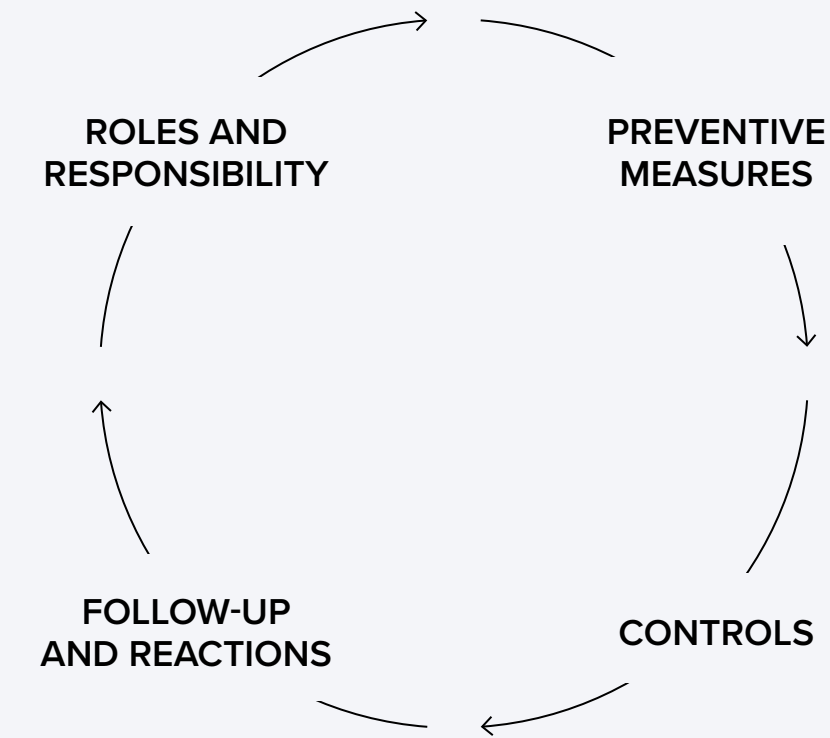 ROLES AND
RESPONSIBILITY
PREVENTIVE
MEASURES
FOLLOW-UP
AND REACTIONS
CONTROLS